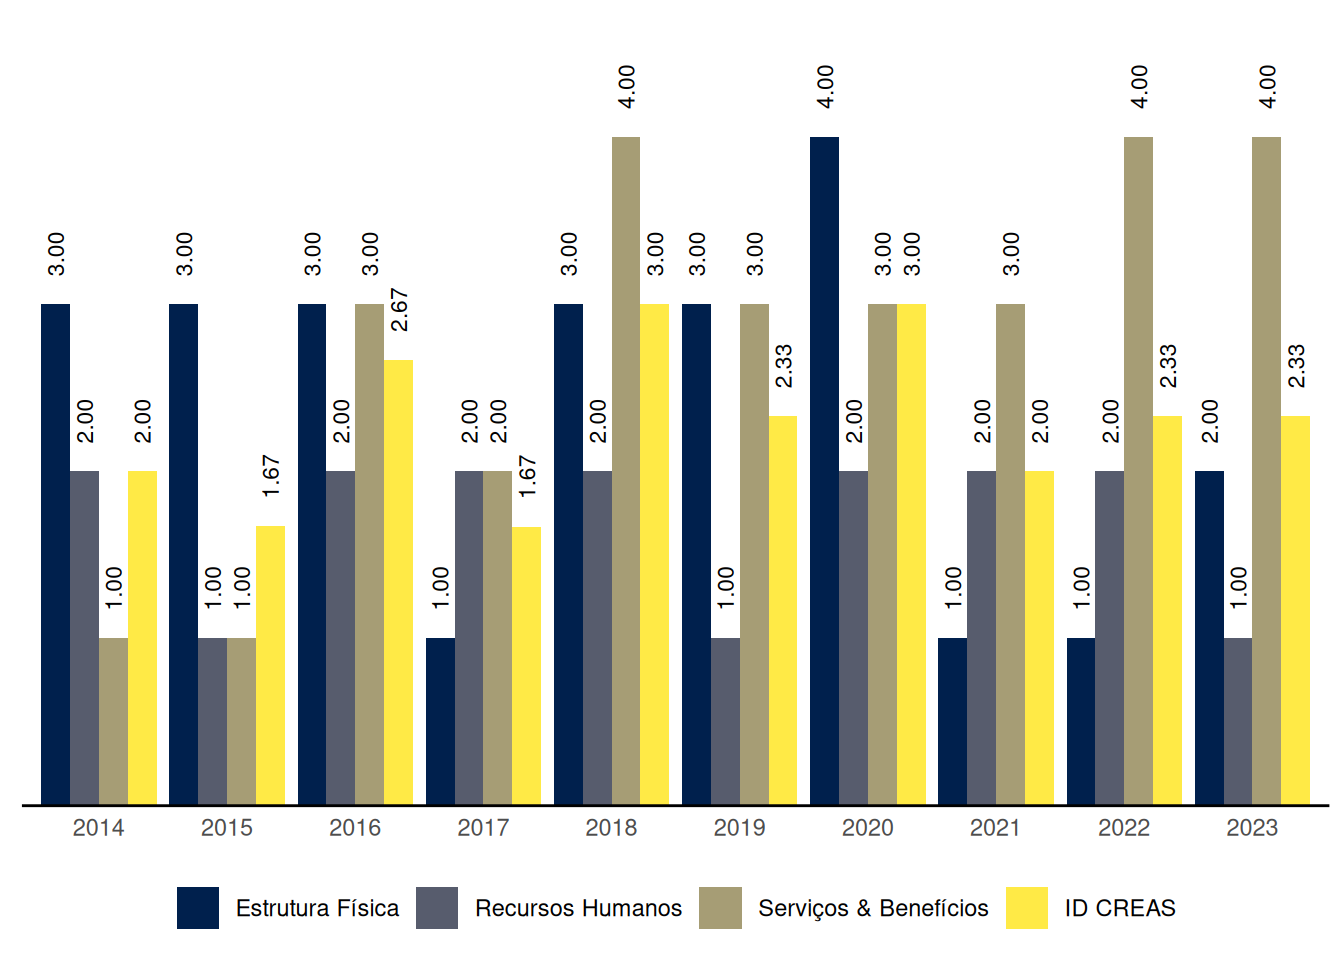 4.00 4.00 4.00 4.00
3.00 3.00 3.00 3.00 3.00 3.00 3.00 3.00 3.00 3.00 3.00
2.67
2.33 2.33 2.33
2.00 2.00 2.00 2.00 2.00 2.00 2.00 2.00 2.00 2.00 2.00
1.67 1.67
1.00 1.00 1.00 1.00 1.00 1.00 1.00 1.00
2014 2015 2016 2017 2018 2019 2020 2021 2022 2023
Estrutura Física Recursos Humanos Serviços & Benefícios ID CREAS